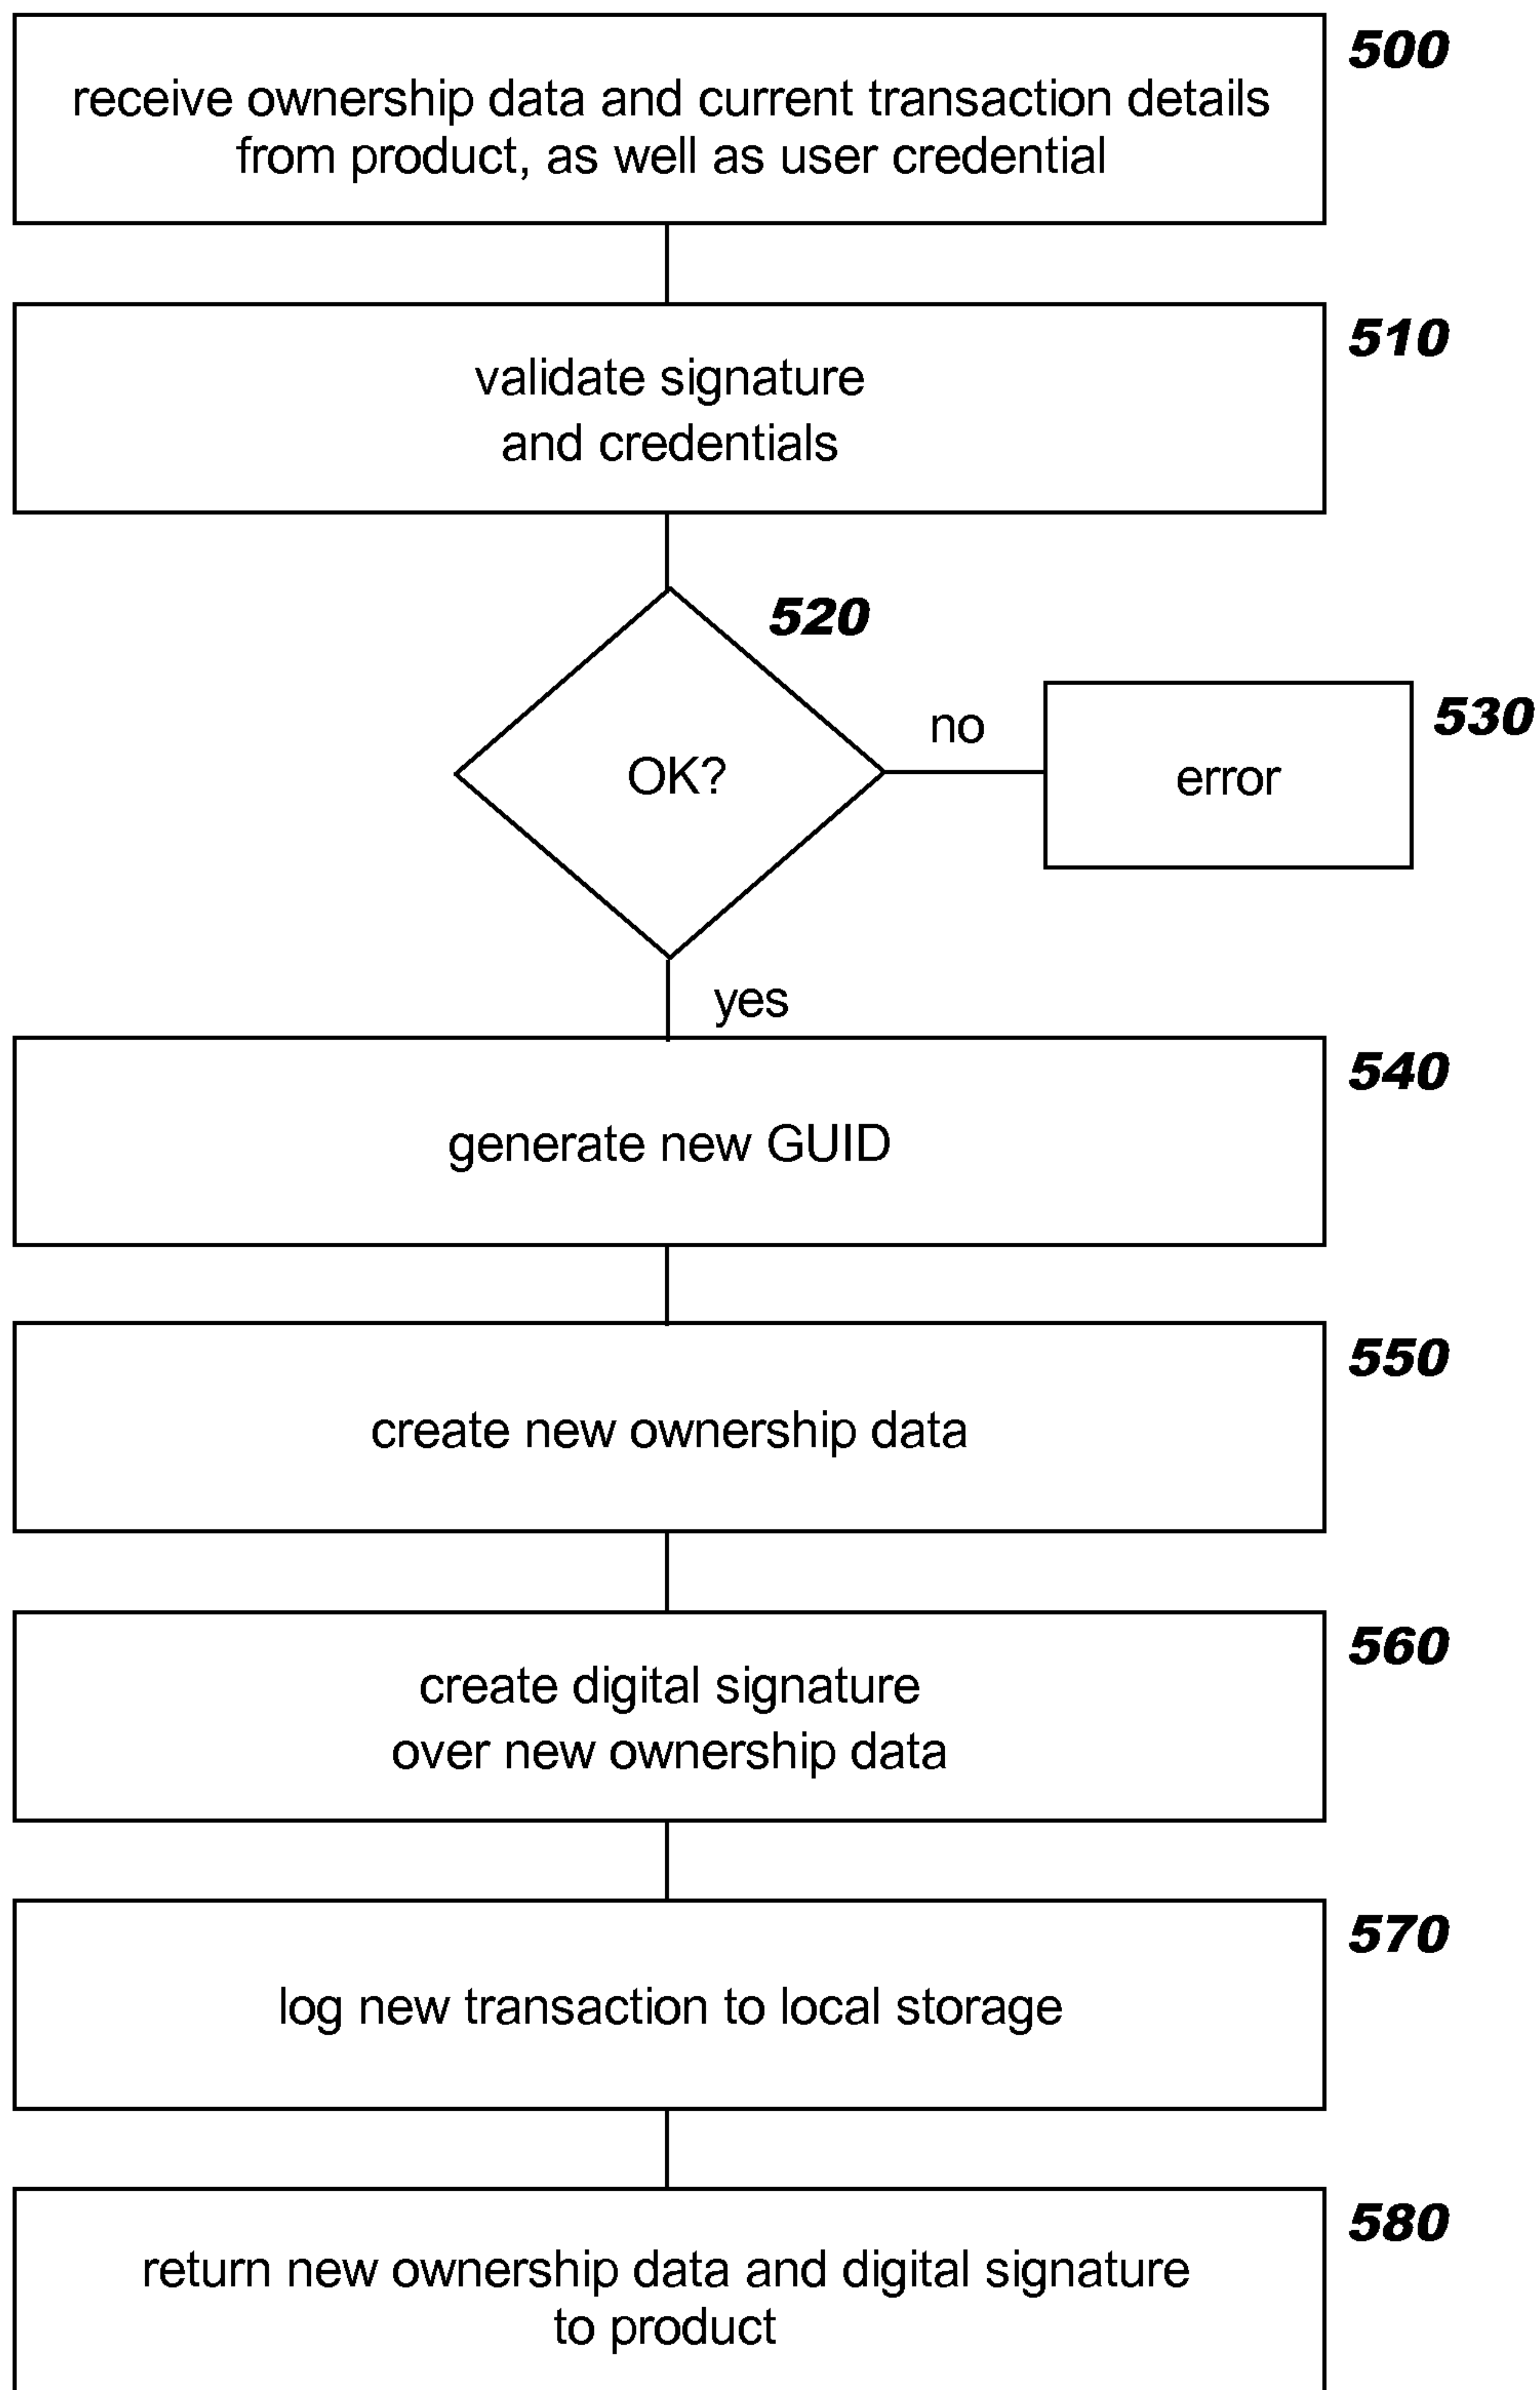 500
receive ownership data and current transaction details
from product, as well as user credential
510
validate signature
and credentials
520
OK?
no
530
error
yes
540
generate new GUID
550
create new ownership data
560
create digital signature
over new ownership data
570
log new transaction to local storage
580
return new ownership data and digital signature
to product